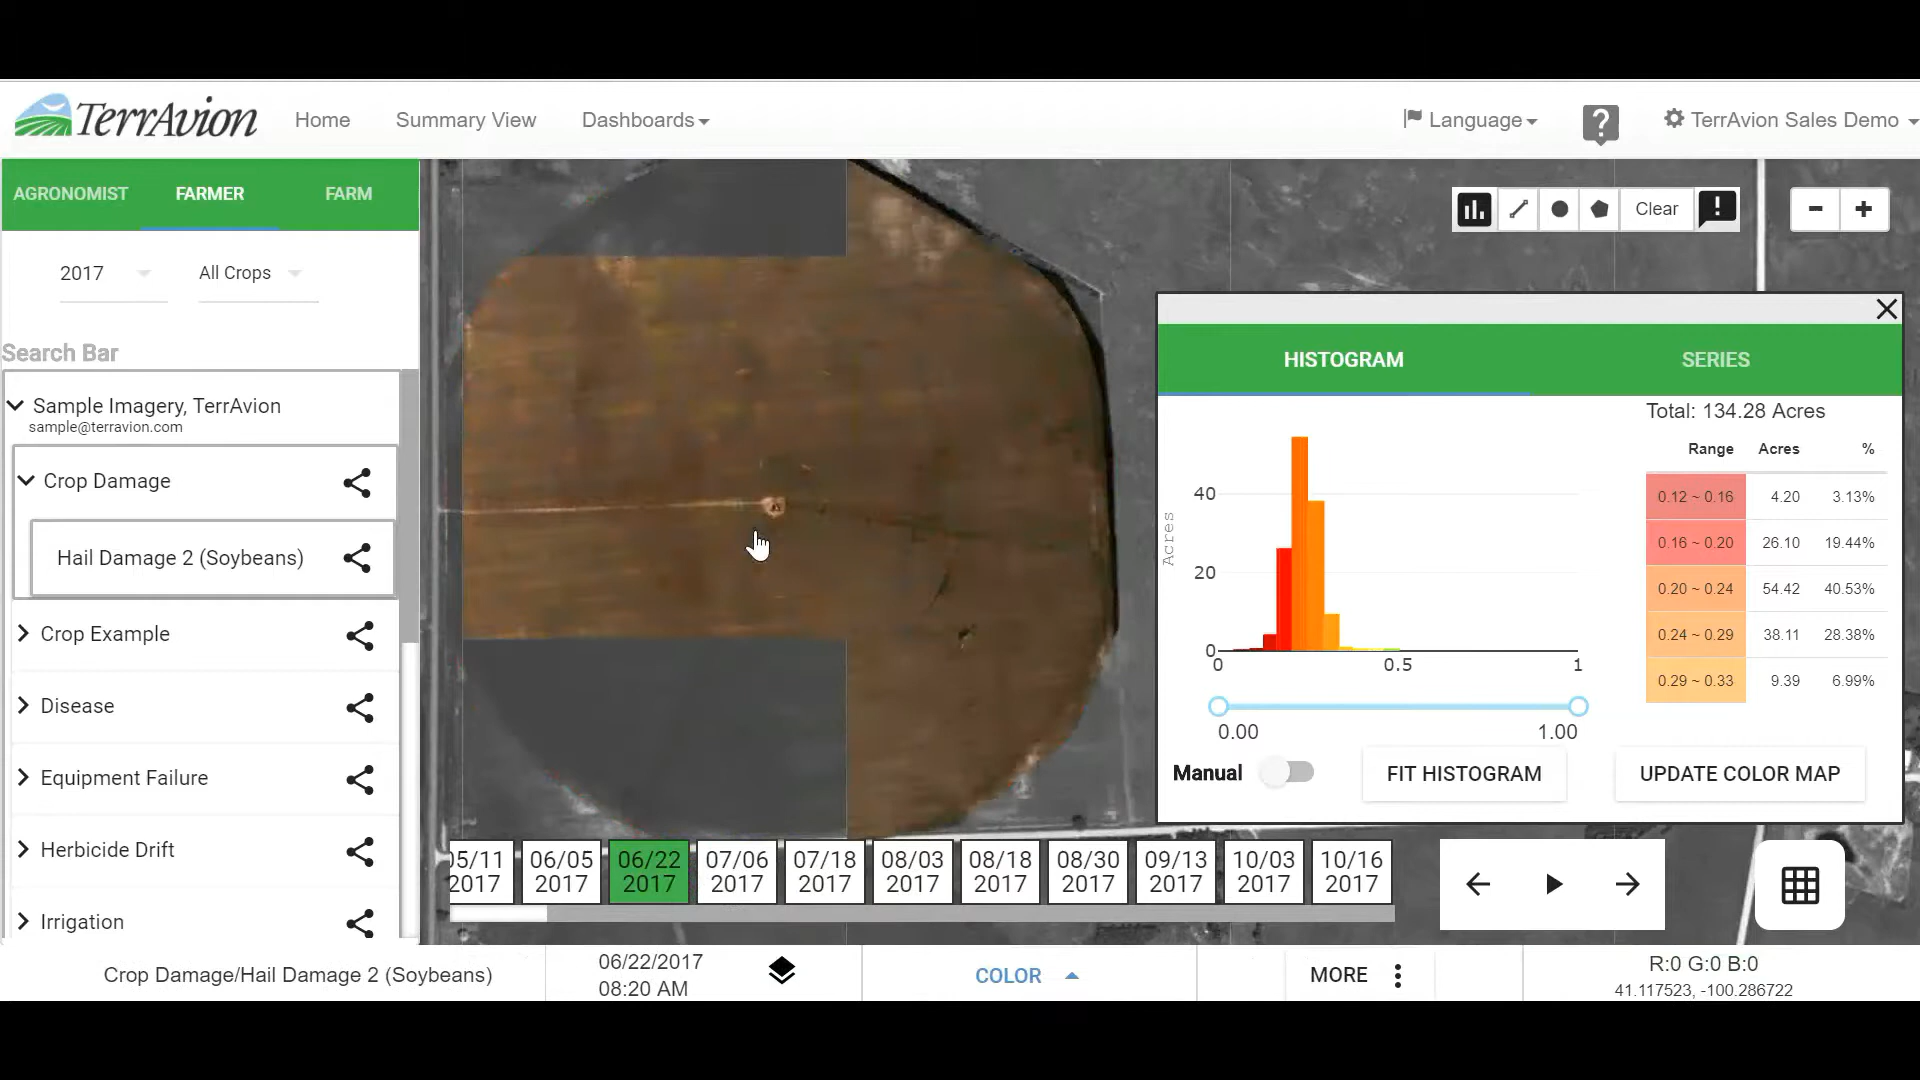 TerrAvion
Home
Summary View
Dashboards
Language
?
TerrAvion Sales Demo
AGRONOMIST
FARMER
FARM
2017
All Crops
Search Bar
Sample Imagery, TerrAvion
sample@terravion.com
Crop Damage
Hail Damage 2 (Soybeans)
Crop Example
Disease
Equipment Failure
Herbicide Drift
Irrigation
Clear
!
HISTOGRAM
SERIES
Total: 134.28 Acres
Range Acres %
0.12 ~ 0.16 4.20 3.13%
0.16 ~ 0.20 26.10 19.44%
0.20 ~ 0.24 54.42 40.53%
0.24 ~ 0.29 38.11 28.38%
0.29 ~ 0.33 9.39 6.99%
Acres
40
20
0
0 0.5 1
0.00 1.00
Manual
FIT HISTOGRAM
UPDATE COLOR MAP
05/11 2017
06/05 2017
06/22 2017
07/06 2017
07/18 2017
08/03 2017
08/18 2017
08/30 2017
09/13 2017
10/03 2017
10/16 2017
Crop Damage/Hail Damage 2 (Soybeans)
06/22/2017
08:20 AM
COLOR
MORE
R:0 G:0 B:0
41.117523, -100.286722